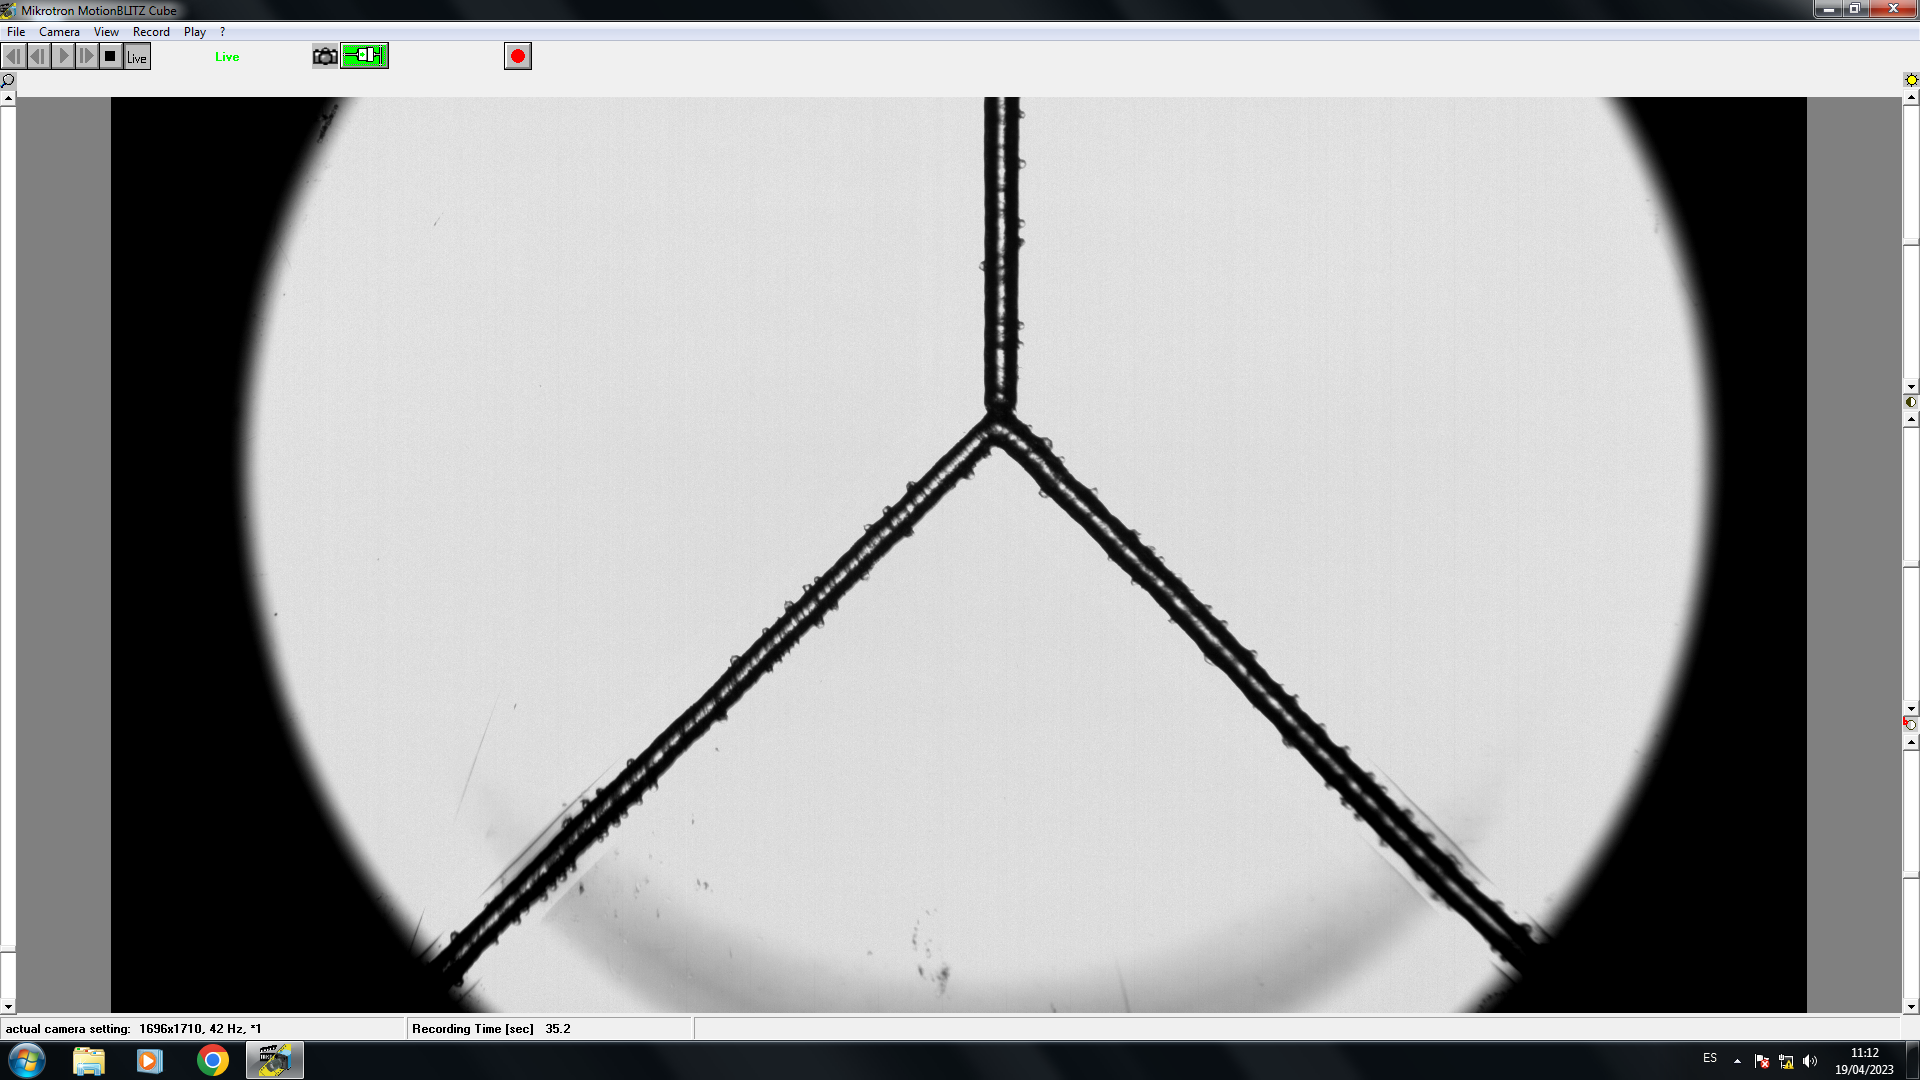 Mikrotron MotionBLITZ Cube
File Camera View Record Play ?
Live Live
actual camera setting: 1696x1710, 42 Hz, *1 Recording Time [sec] 35.2
ES 11:12
19/04/2023